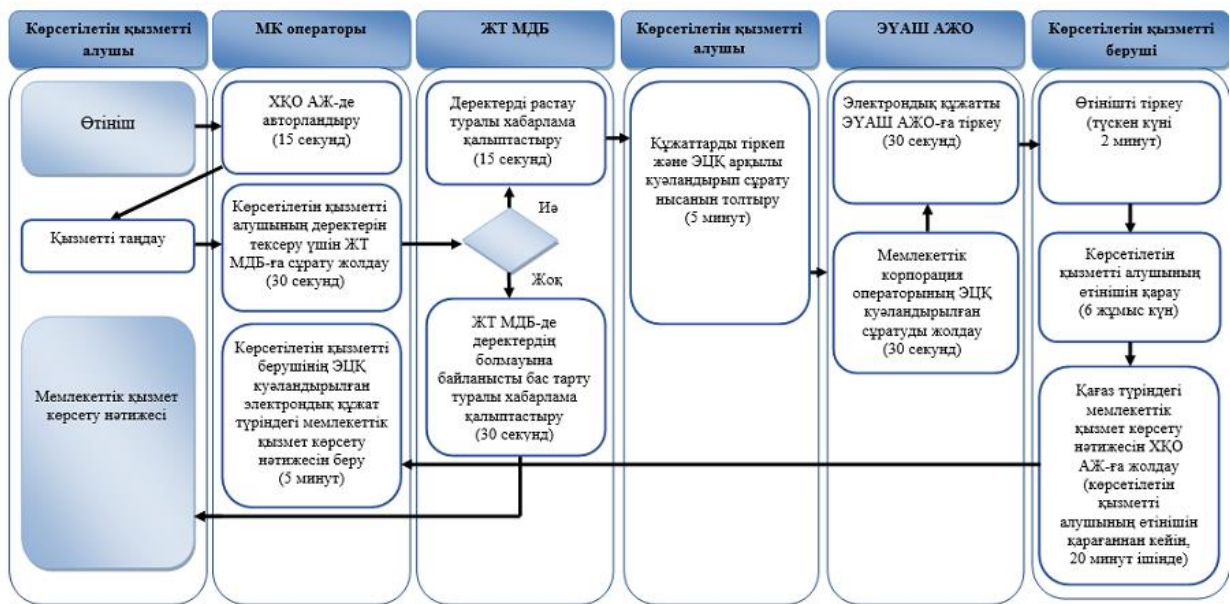 Көрсетілетін қызметті
алушы
МК операторы
ЖТ МДБ
Көрсетілетін қызметті
алушы
ЭҮАШ АЖО
Көрсетілетін қызметті
беруші
Өтініш
ХҚО АЖ-де
авторландыру
(15 секунд)
Қызметті таңдау
Көрсетілетін қызметті
алушының деректерін
тексеру үшін ЖТ
МДБ-ға сұрату жолдау
(30 секунд)
Иә
Жоқ
Деректерді растау
туралы хабарлама
қалыптастыру
(15 секунд)
ЖТ МДБ-де
деректердің
болмауына
байланысты бас тарту
туралы хабарлама
қалыптастыру
(30 секунд)
Құжаттарды тіркеп
және ЭЦҚ арқылы
куәландырып сұрату
нысанын толтыру
(5 минут)
Мемлекеттік
корпорация
операторының ЭЦҚ
куәландырылған
сұратуды жолдау
(30 секунд)
Электрондық құжатты
ЭҮАШ АЖО-ға тіркеу
(30 секунд)
Өтінішті тіркеу
(түскен күні
2 минут)
Көрсетілетін
қызметті алушының
өтінішін қарау
(6 жұмыс күн)
Қағаз түріндегі
мемлекеттік
қызмет көрсету
нәтижесін ХҚО
АЖ-ға жолдау
(көрсетілетін
қызметті
алушының өтінішін
қарағаннан кейін,
20 минут ішінде)
Көрсетілетін қызметті
берушінің ЭЦҚ
куәландырылған
электрондық құжат
түріндегі мемлекеттік
қызмет көрсету
нәтижесін беру
(5 минут)
Мемлекеттік қызмет
көрсету нәтижесі